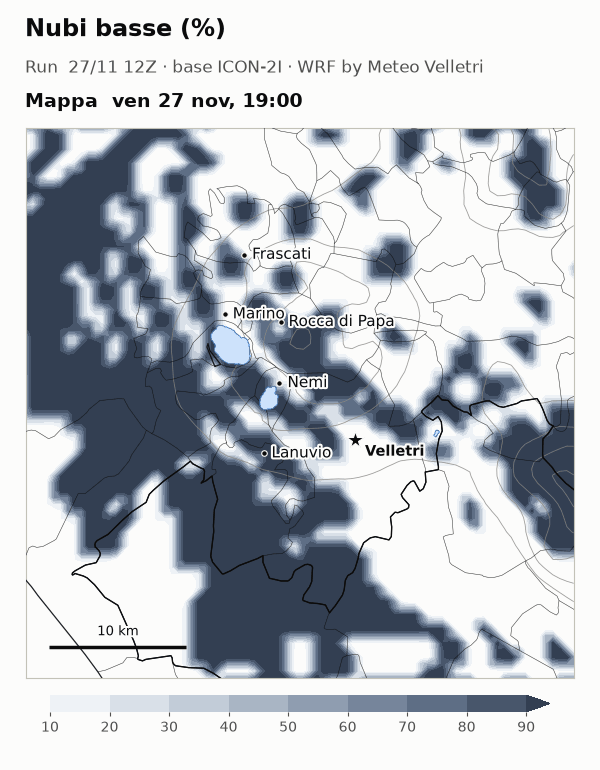 Nubi basse (%)
Run  27/11 12Z · base ICON-2I · WRF by Meteo Velletri
Mappa  ven 27 nov, 19:00
Frascati
Marino
Rocca di Papa
Nemi
Velletri
Lanuvio
10 km
10 20 30 40 50 60 70 80 90